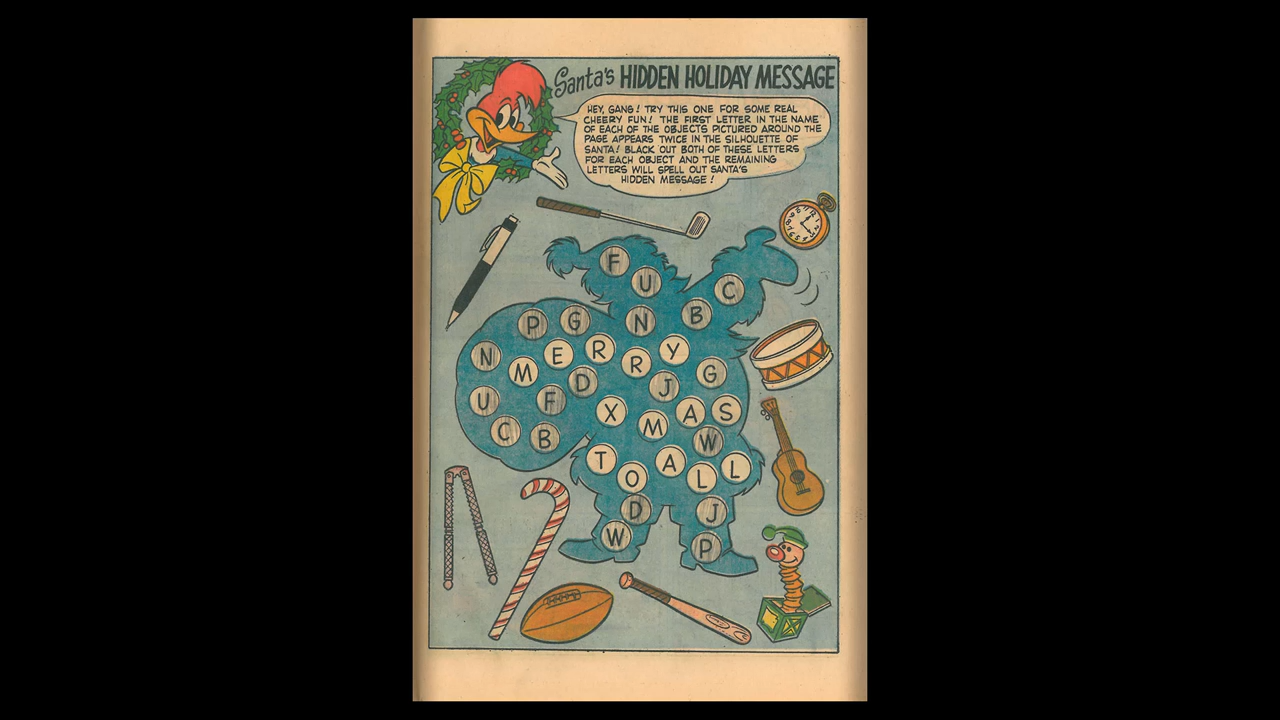 Santa's HIDDEN HOLIDAY MESSAGE
HEY, GANG! TRY THIS ONE FOR SOME REAL
CHEERY FUN! THE FIRST LETTER IN THE NAME
OF EACH OF THE OBJECTS PICTURED AROUND THE
PAGE APPEARS TWICE IN THE SILHOUETTE OF
SANTA! BLACK OUT BOTH OF THESE LETTERS
FOR EACH OBJECT AND THE REMAINING
LETTERS WILL SPELL OUT SANTA'S
HIDDEN MESSAGE!
F
U C
P G N B
N M E R R Y
D J G
U F X M A S
C B W
T O A L L
D J
W P